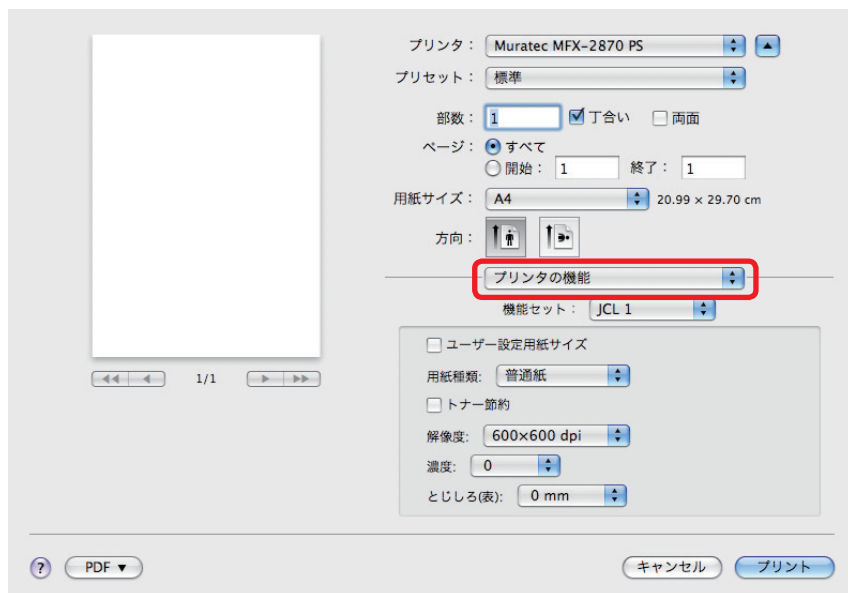 プリンタ： Muratec MFX-2870 PS
プリセット： 標準
部数： 1 丁合い 両面
ページ： すべて
開始： 1 終了： 1
用紙サイズ： A4 20.99 × 29.70 cm
方向：
プリンタの機能
機能セット： JCL 1
ユーザー設定用紙サイズ
1/1
用紙種類: 普通紙
トナー節約
解像度: 600×600 dpi
濃度: 0
とじしろ(表): 0 mm
? PDF ▼ キャンセル プリント